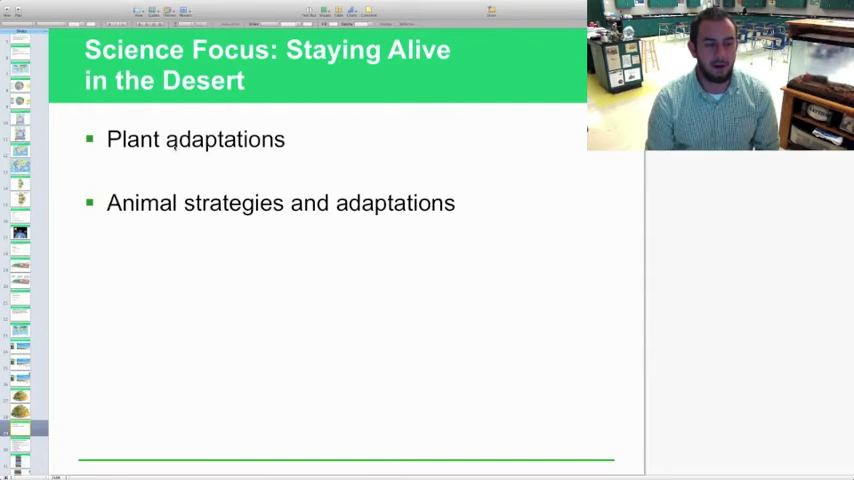 Science Focus: Staying Alive
in the Desert
Plant adaptations
Animal strategies and adaptations